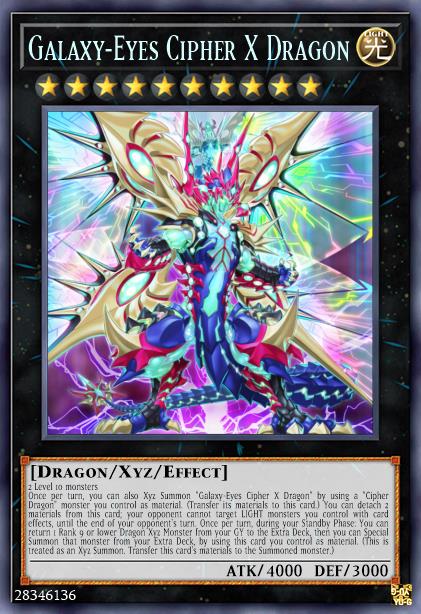 GALAXY-EYES CIPHER X DRAGON
LIGHT
光
[DRAGON/XYZ/EFFECT]
2 Level 10 monsters
Once per turn, you can also Xyz Summon "Galaxy-Eyes Cipher X Dragon" by using a "Cipher
Dragon" monster you control as material. (Transfer its materials to this card.) You can detach 2
materials from this card; your opponent cannot target LIGHT monsters you control with card
effects, until the end of your opponent's turn. Once per turn, during your Standby Phase: You can
return 1 Rank 9 or lower Dragon Xyz Monster from your GY to the Extra Deck, then you can Special
Summon that monster from your Extra Deck, by using this card you control as material. (This is
treated as an Xyz Summon. Transfer this card's materials to the Summoned monster.)
ATK/4000 DEF/3000
28346136